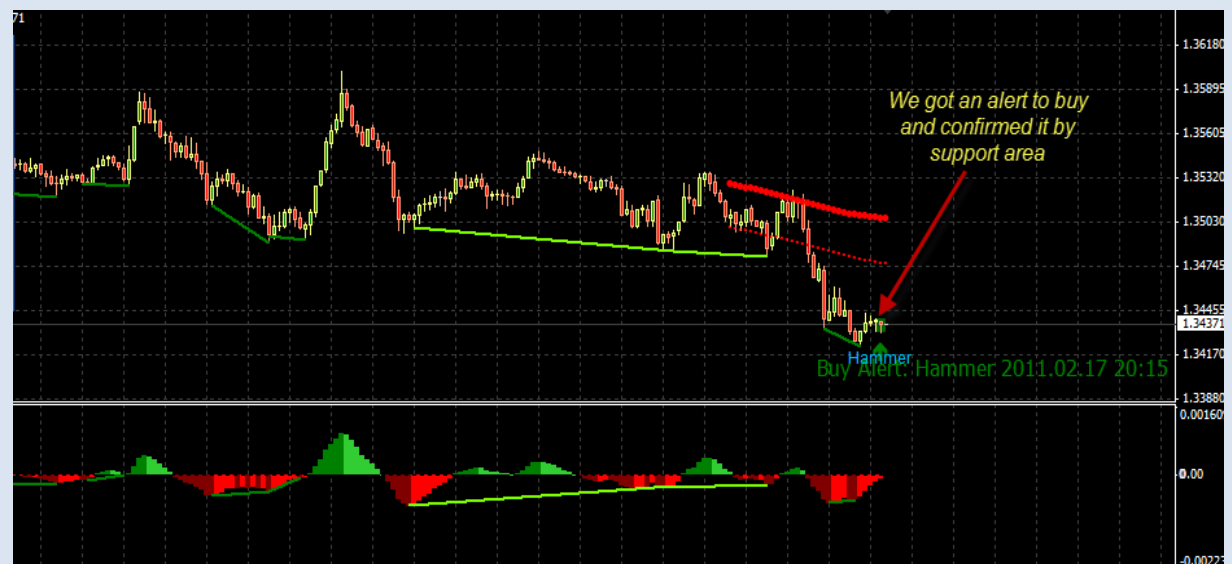 71
1.36180
1.35895
We got an alert to buy
and confirmed it by
support area
1.35605
1.35320
1.35030
1.34745
1.34455
1.34371
1.34170
Hammer
Buy Alert: Hammer 2011.02.17 20:15
1.33880
0.00160
0.00
-0.00223